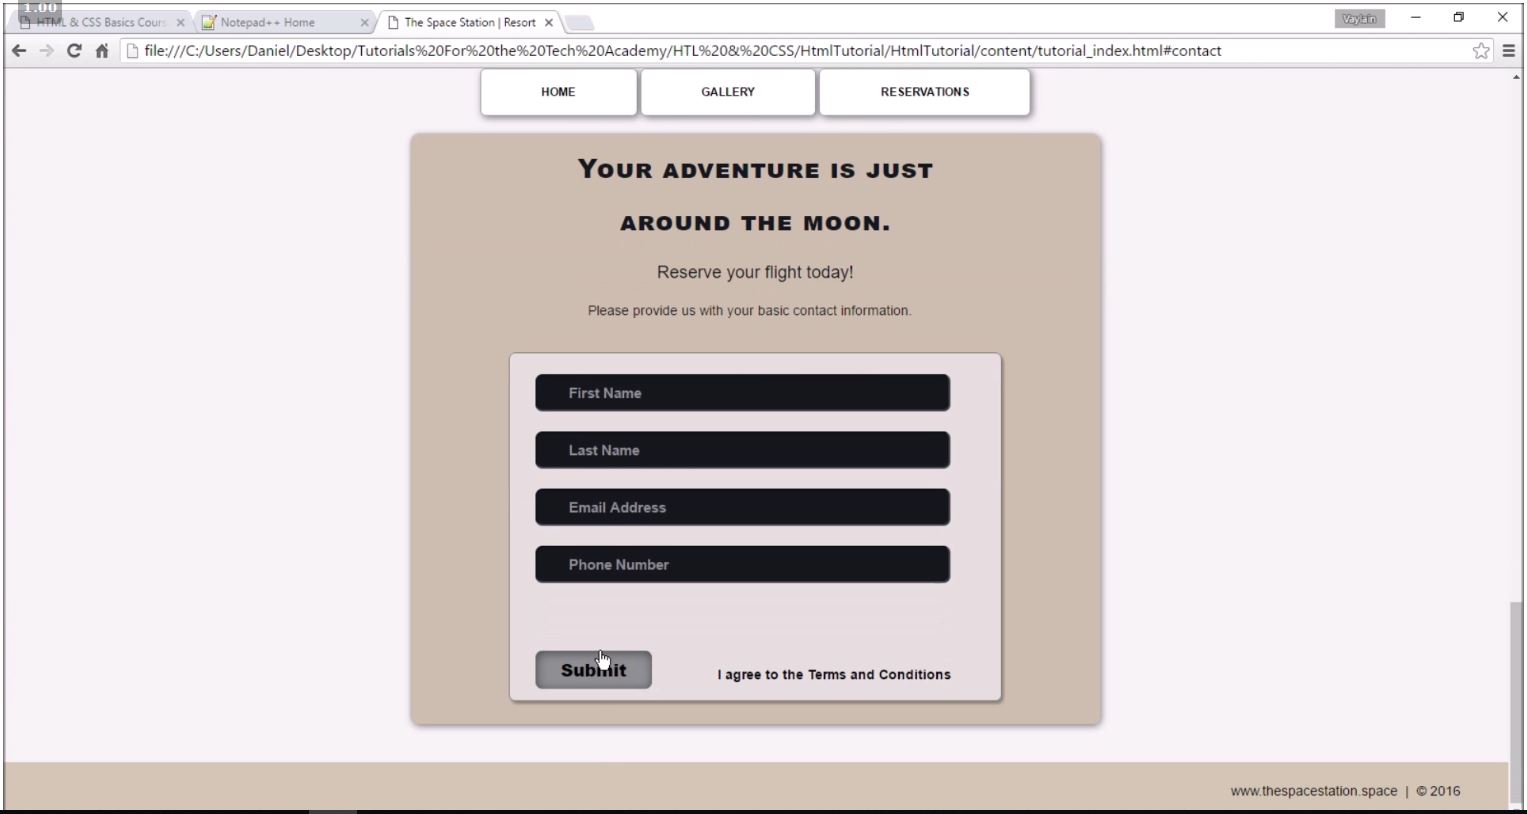 1.00
HTML & CSS Basics Cours
Notepad++ Home
The Space Station | Resort
Vaylain
file:///C:/Users/Daniel/Desktop/Tutorials%20For%20the%20Tech%20Academy/HTL%20&%20CSS/HtmlTutorial/HtmlTutorial/content/tutorial_index.html#contact
HOME GALLERY RESERVATIONS
Your adventure is just
around the moon.
Reserve your flight today!
Please provide us with your basic contact information.
First Name
Last Name
Email Address
Phone Number
Submit I agree to the Terms and Conditions
www.thespacestation.space | © 2016